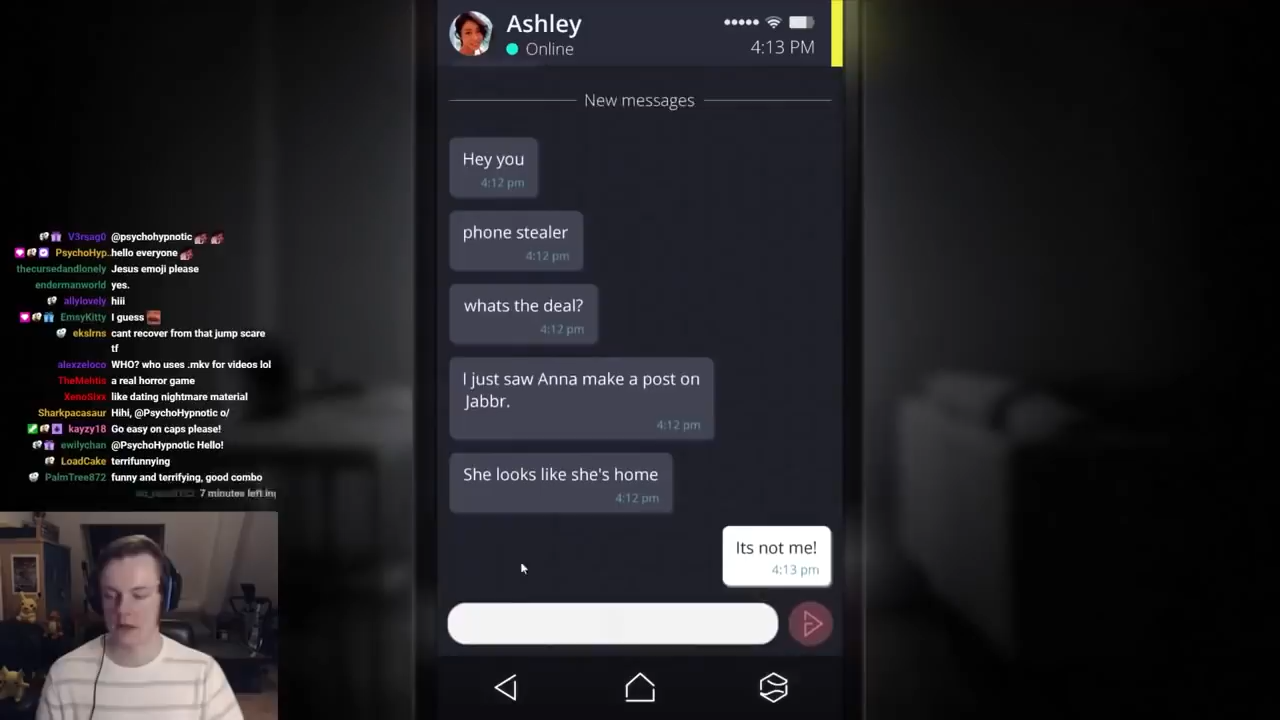 Ashley
Online
4:13 PM
New messages
Hey you
4:12 pm
phone stealer
4:12 pm
whats the deal?
4:12 pm
I just saw Anna make a post on
Jabbr.
4:12 pm
She looks like she's home
4:12 pm
Its not me!
4:13 pm
V3rsag0 @psychohypnotic
PsychoHyp.. hello everyone
thecursedandlonely Jesus emoji please
endermanworld yes.
allylovely hiii
EmsyKitty I guess
ekslrns cant recover from that jump scare
tf
alexzeloco WHO? who uses .mkv for videos lol
TheMehtis a real horror game
XenoSixx like dating nightmare material
Sharkpacasaur Hihi, @PsychoHypnotic o/
kayzy18 Go easy on caps please!
ewilychan @PsychoHypnotic Hello!
LoadCake terrifunnying
PalmTree872 funny and terrifying, good combo
7 minutes left